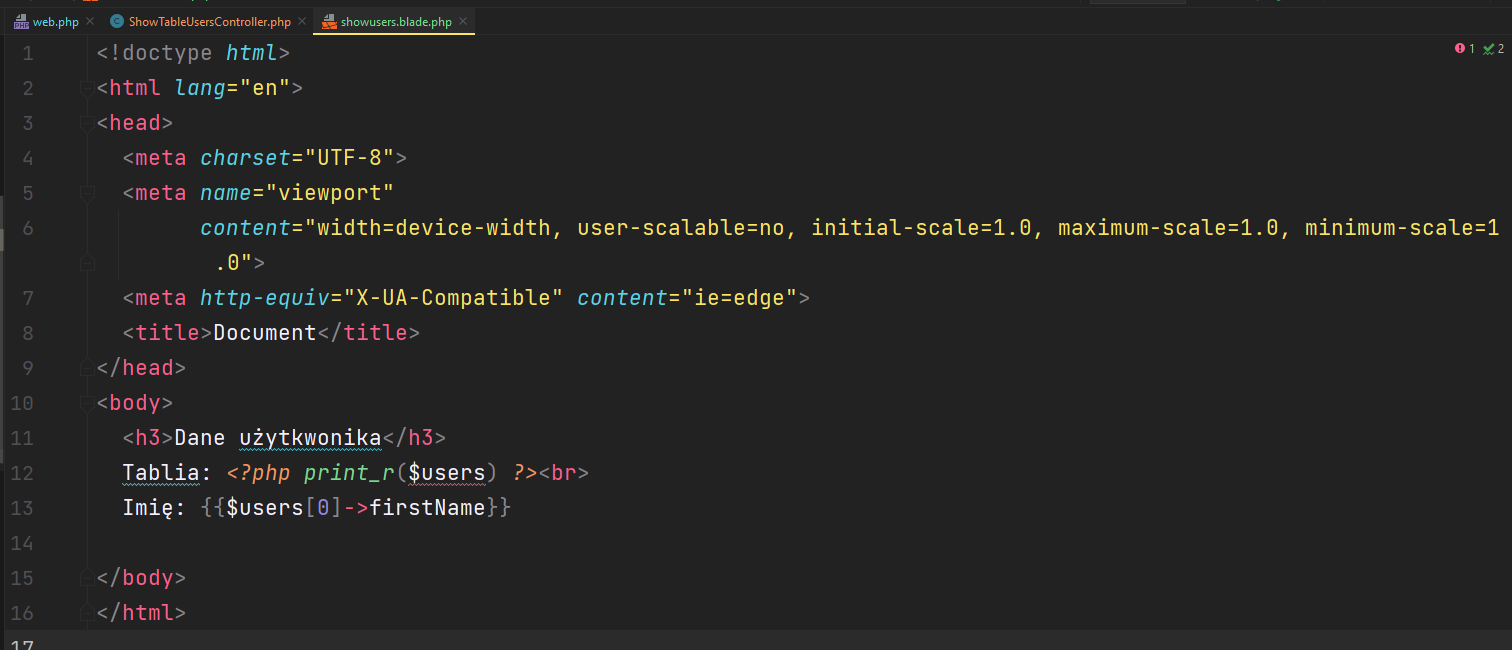 web.php ShowTableUsersController.php showusers.blade.php
1 <!doctype html>
1 2
2 <html lang="en">
3 <head>
4 <meta charset="UTF-8">
5 <meta name="viewport"
6 content="width=device-width, user-scalable=no, initial-scale=1.0, maximum-scale=1.0, minimum-scale=1
.0">
7 <meta http-equiv="X-UA-Compatible" content="ie=edge">
8 <title>Document</title>
9 </head>
10 <body>
11 <h3>Dane użytkwonika</h3>
12 Tablia: <?php print_r($users) ?><br>
13 Imię: {{$users[0]->firstName}}
14
15 </body>
16 </html>
17